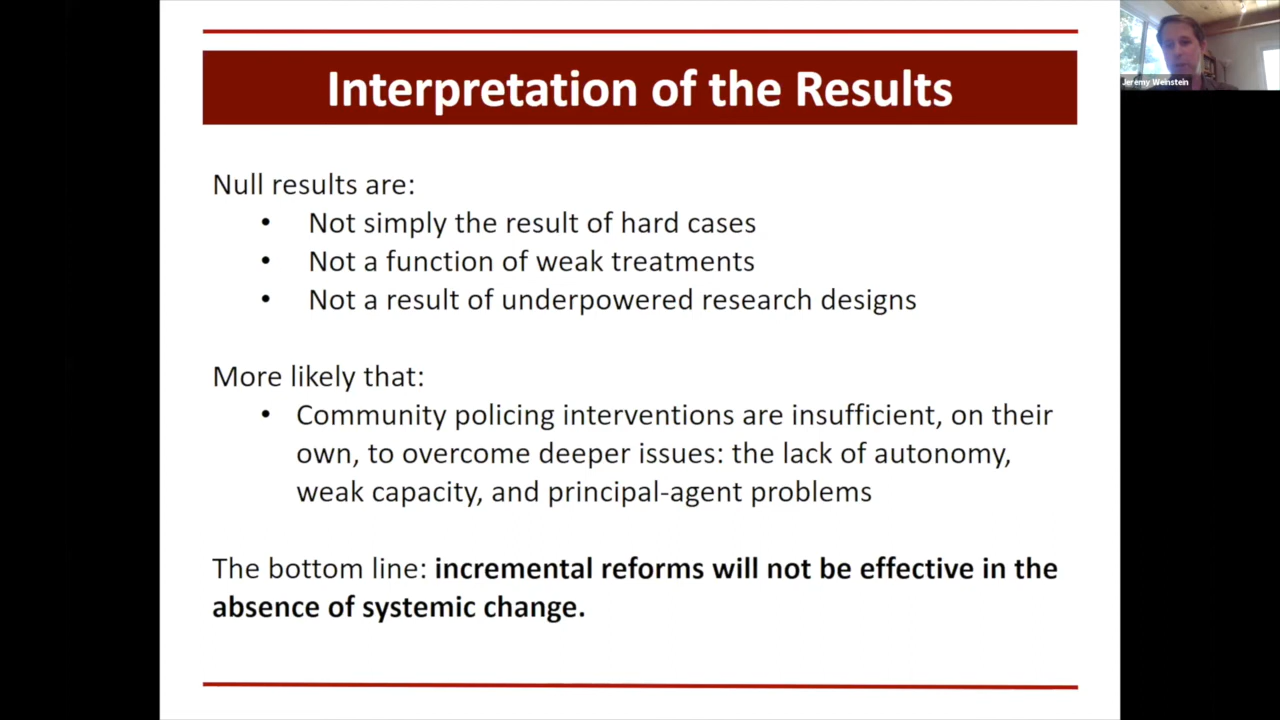 Interpretation of the Results
Jeremy Weinstein
Null results are:
• Not simply the result of hard cases
• Not a function of weak treatments
• Not a result of underpowered research designs
More likely that:
• Community policing interventions are insufficient, on their
own, to overcome deeper issues: the lack of autonomy,
weak capacity, and principal-agent problems
The bottom line: incremental reforms will not be effective in the
absence of systemic change.